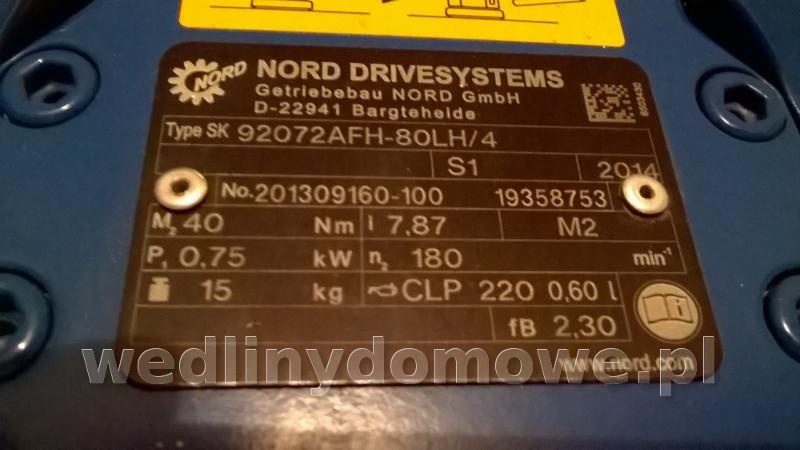 NORD
NORD DRIVESYSTEMS
Getriebebau NORD GmbH
D-22941 Bargteheide
Type SK 92072AFH-80LH/4
S1 2014
No. 201309160-100 19358753
M₂ 40 Nm i 7,87 M2
P₁ 0,75 kW n₂ 180 min⁻¹
15 kg CLP 220 0,60 l
fB 2,30
www.nord.com
wedlinydomowe.pl